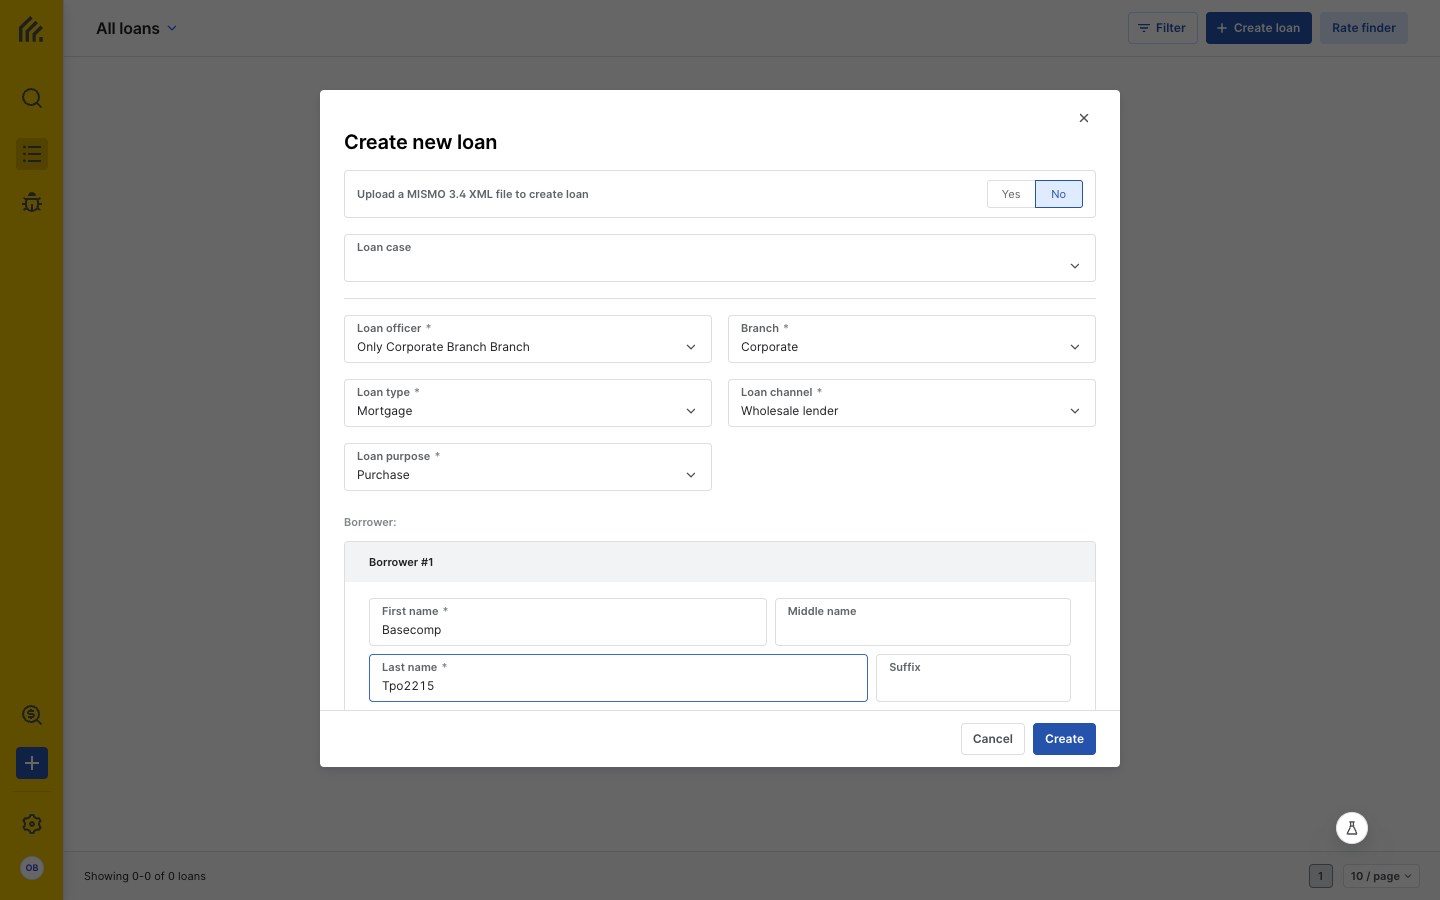 All loans
Filter
Create loan
Rate finder
Create new loan
Upload a MISMO 3.4 XML file to create loan
Yes
No
Loan case
Loan officer *
Only Corporate Branch Branch
Branch *
Corporate
Loan type *
Mortgage
Loan channel *
Wholesale lender
Loan purpose *
Purchase
Borrower:
Borrower #1
First name *
Basecomp
Middle name
Last name *
Tpo2215
Suffix
Cancel
Create
OB
Showing 0-0 of 0 loans
1
10 / page